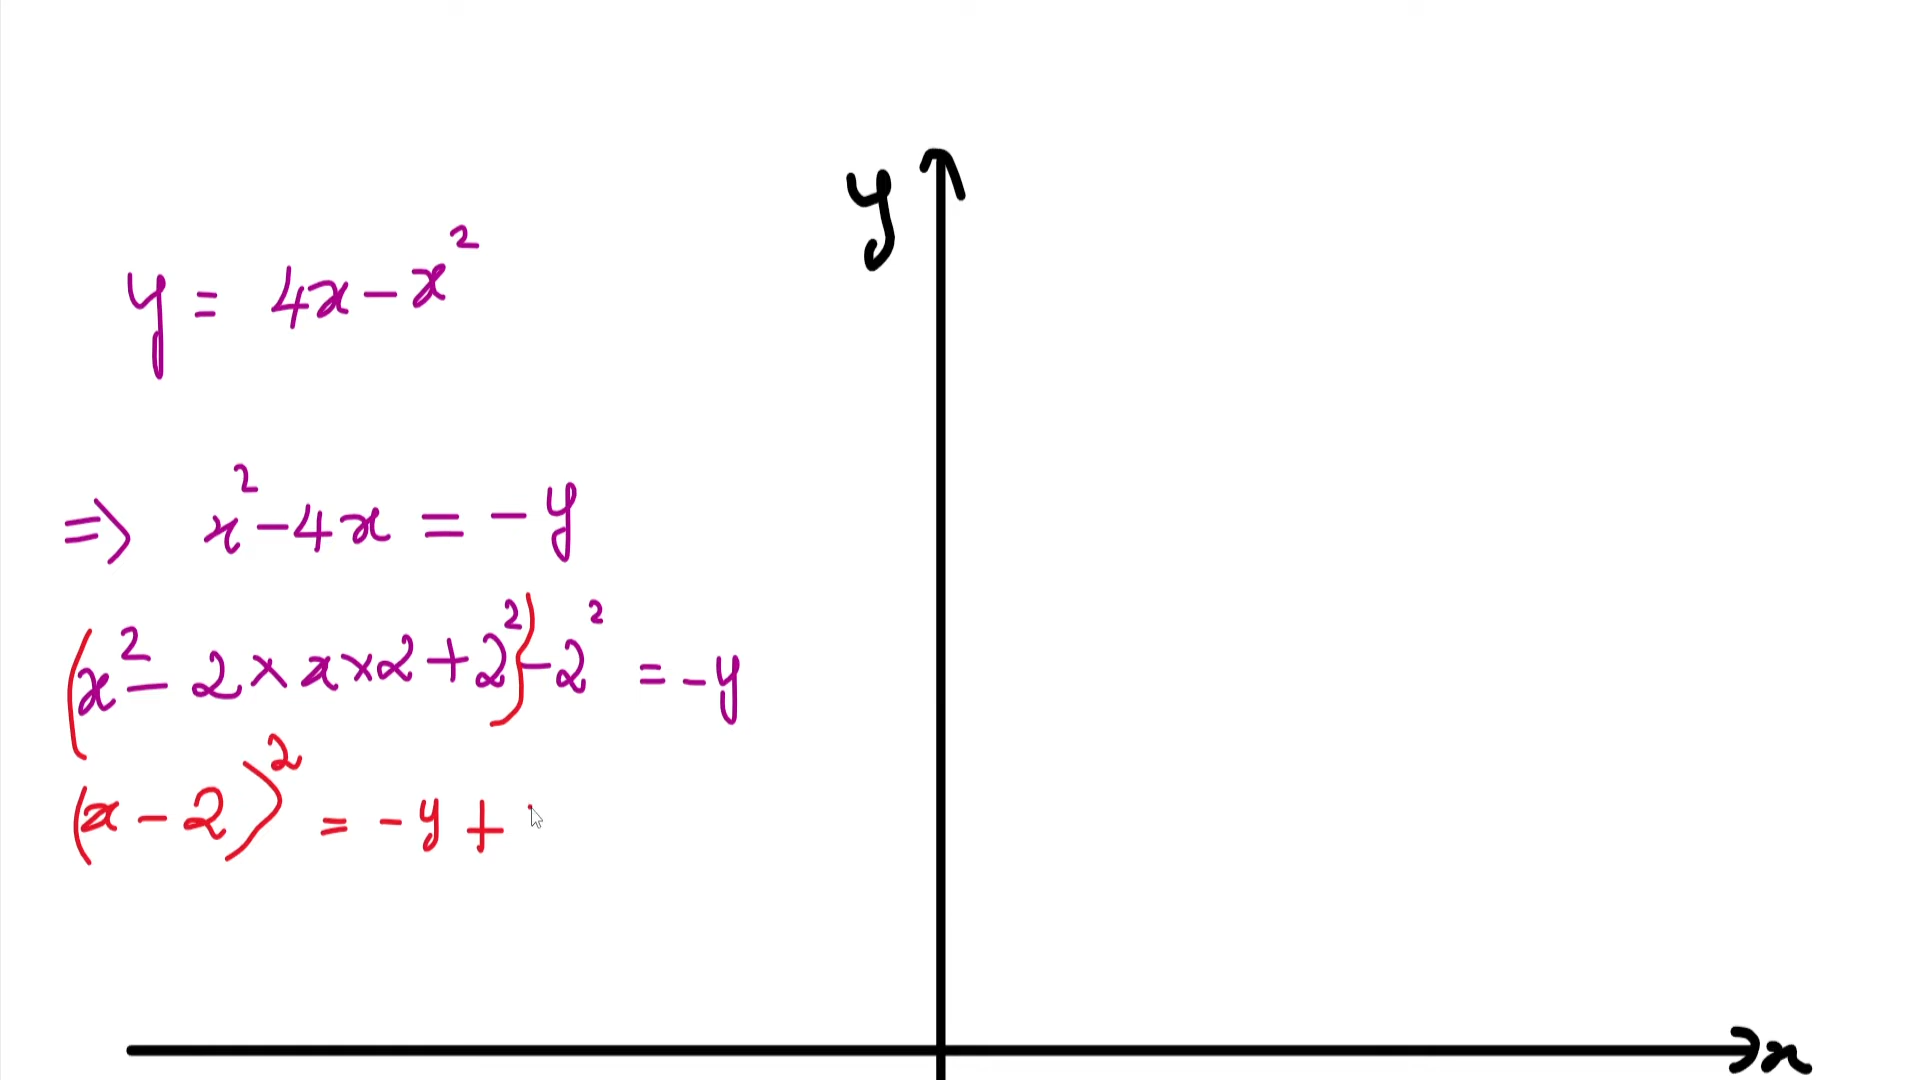 y
y = 4x - x²
⇒ x² - 4x = -y
(x² - 2 × x × 2 + 2²) - 2² = -y
(x - 2)² = -y +
x